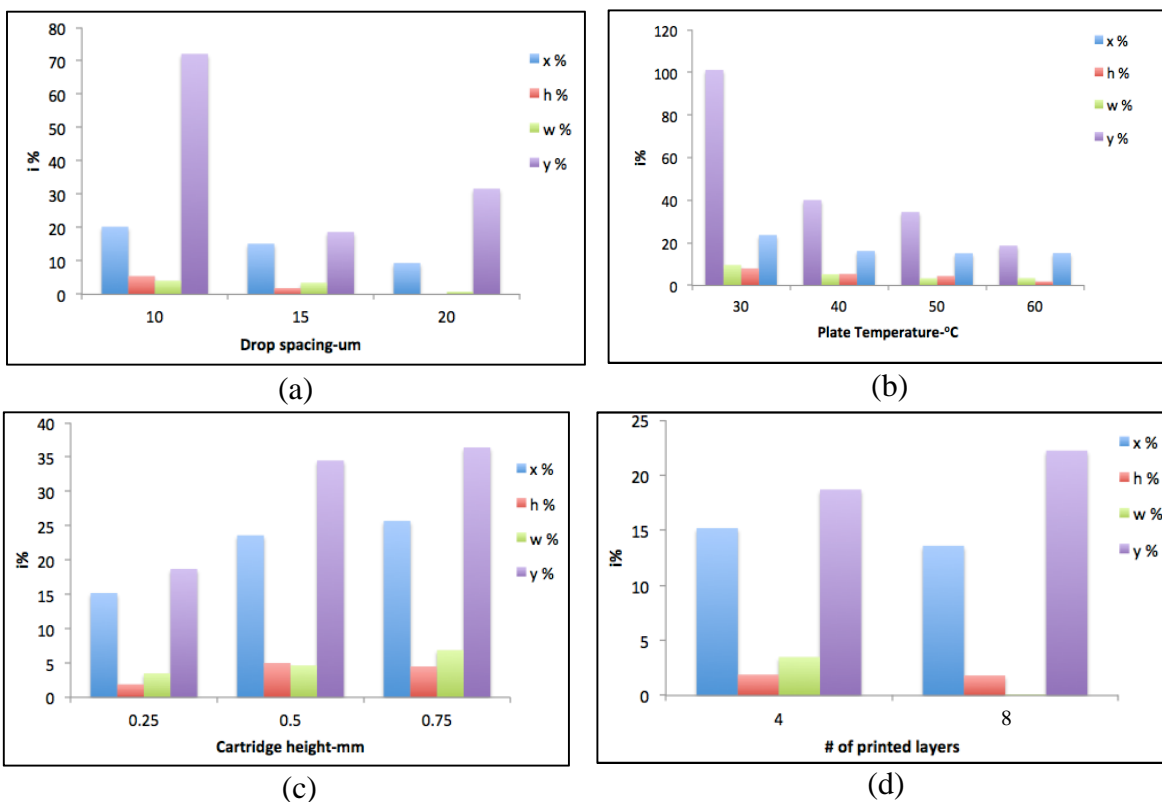 80
70
60
50
40
30
20
10
0
i %
10
15
20
Drop spacing-um
x %
h %
w %
y %
(a)
120
100
80
60
40
20
0
i%
30
40
50
60
Plate Temperature-°C
x %
h %
w %
y %
(b)
40
35
30
25
20
15
10
5
0
i%
0.25
0.5
0.75
Cartridge height-mm
x %
h %
w %
y %
(c)
25
20
15
10
5
0
i%
4
8
# of printed layers
x %
h %
w %
y %
(d)